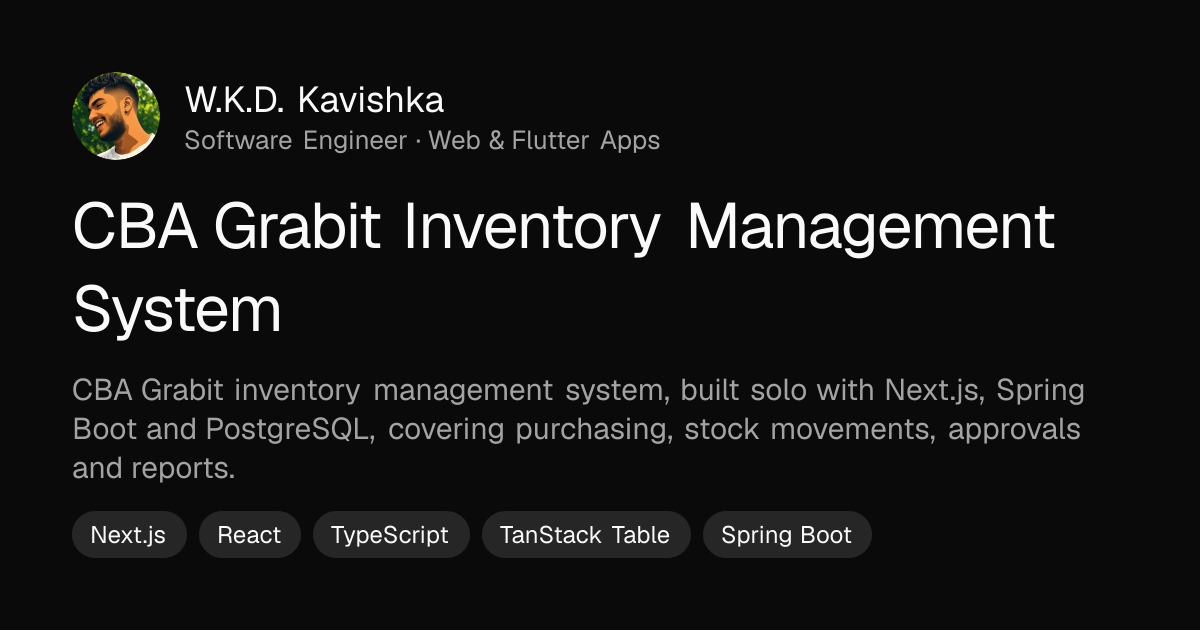 W.K.D. Kavishka
Software Engineer · Web & Flutter Apps
CBA Grabit Inventory Management
System
CBA Grabit inventory management system, built solo with Next.js, Spring
Boot and PostgreSQL, covering purchasing, stock movements, approvals
and reports.
Next.js React TypeScript TanStack Table Spring Boot